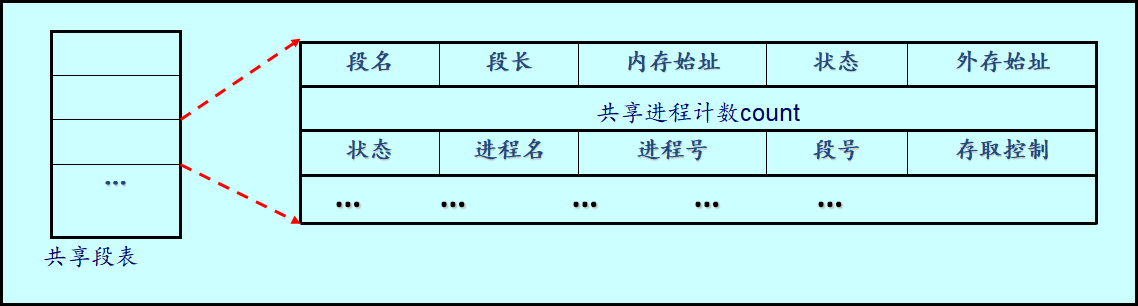 段名 段长 内存始址 状态 外存始址
共享进程计数count
状态 进程名 进程号 段号 存取控制
... ... ... ... ...
...
共享段表